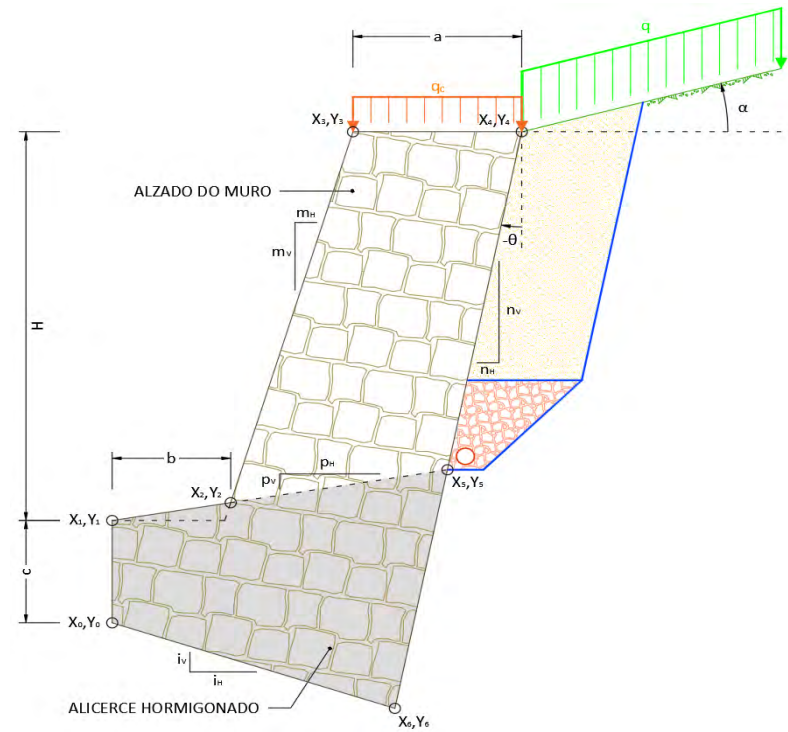 a
q
qc
α
X₃,Y₃
X₄,Y₄
ALZADO DO MURO
mH
mV
-θ
H
nV
nH
b
pH
pV
X₂,Y₂
X₅,Y₅
X₁,Y₁
c
X₀,Y₀
iV
iH
ALICERCE HORMIGONADO
X₆,Y₆